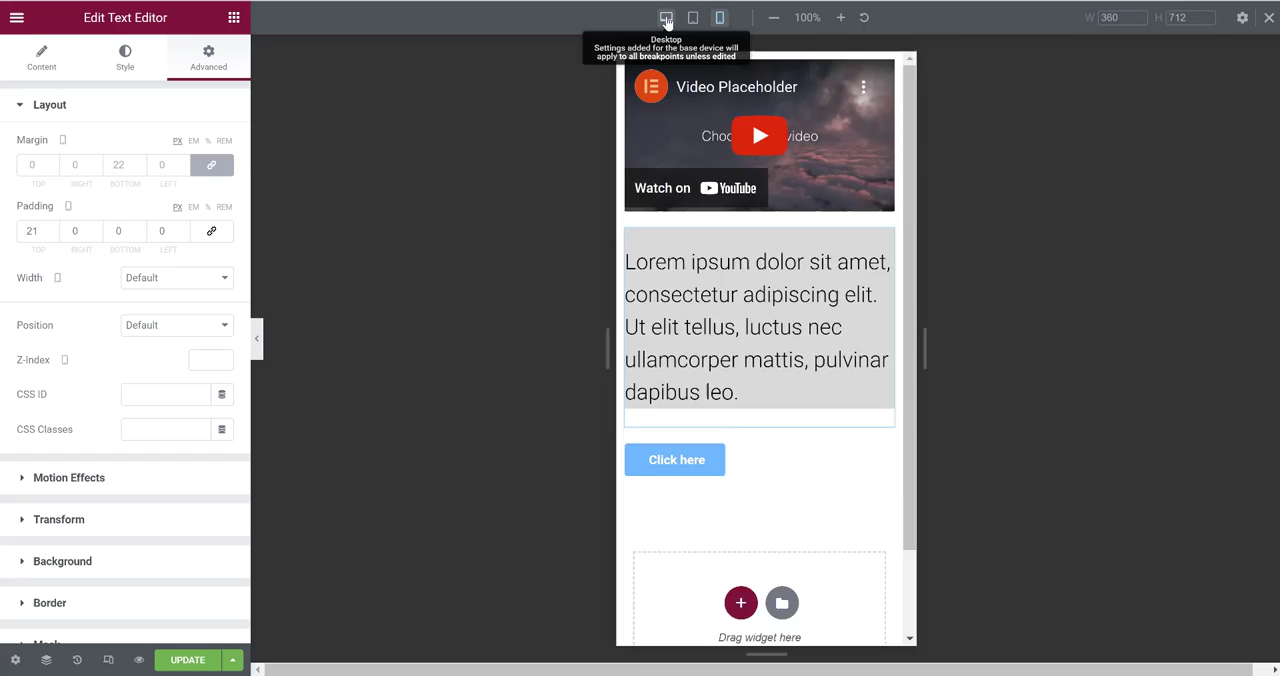 Edit Text Editor
100%
W 360 H 712
Desktop
Settings added for the base device will
apply to all breakpoints unless edited
Content Style Advanced
Layout
Margin PX EM % REM
0 0 22 0
TOP RIGHT BOTTOM LEFT
Padding PX EM % REM
21 0 0 0
TOP RIGHT BOTTOM LEFT
Width Default
Position Default
Z-Index
CSS ID
CSS Classes
Motion Effects
Transform
Background
Border
UPDATE
Video Placeholder
Watch on YouTube
Lorem ipsum dolor sit amet,
consectetur adipiscing elit.
Ut elit tellus, luctus nec
ullamcorper mattis, pulvinar
dapibus leo.
Click here
Drag widget here